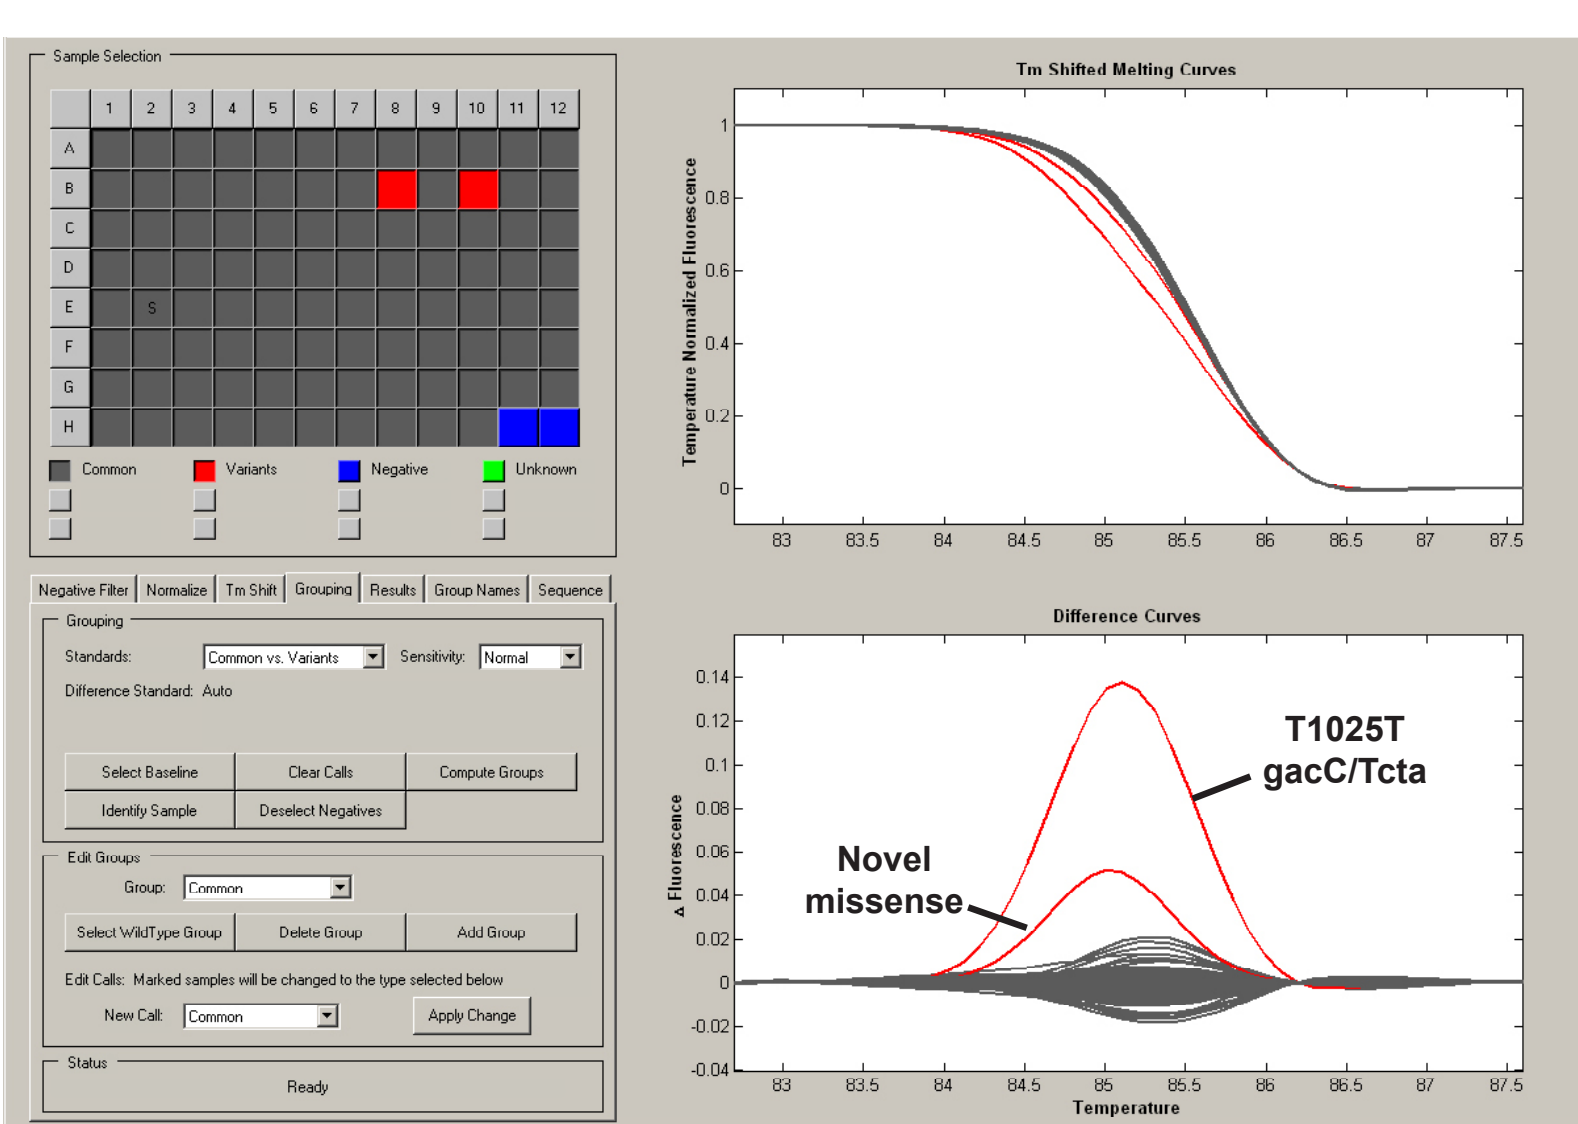 Sample Selection
1 2 3 4 5 6 7 8 9 10 11 12
A
B
C
D
E S
F
G
H
Common Variants Negative Unknown
Negative Filter Normalize Tm Shift Grouping Results Group Names Sequence
Grouping
Standards: Common vs. Variants Sensitivity: Normal
Difference Standard: Auto
Select Baseline Clear Calls Compute Groups
Identify Sample Deselect Negatives
Edit Groups
Group: Common
Select WildType Group Delete Group Add Group
Edit Calls: Marked samples will be changed to the type selected below
New Call: Common Apply Change
Status
Ready
Tm Shifted Melting Curves
Temperature Normalized Fluorescence
1
0.8
0.6
0.4
0.2
0
83 83.5 84 84.5 85 85.5 86 86.5 87 87.5
Difference Curves
Δ Fluorescence
0.14
0.12
0.1
0.08
0.06
0.04
0.02
0
-0.02
-0.04
T1025T
gacC/Tcta
Novel
missense
83 83.5 84 84.5 85 85.5 86 86.5 87 87.5
Temperature